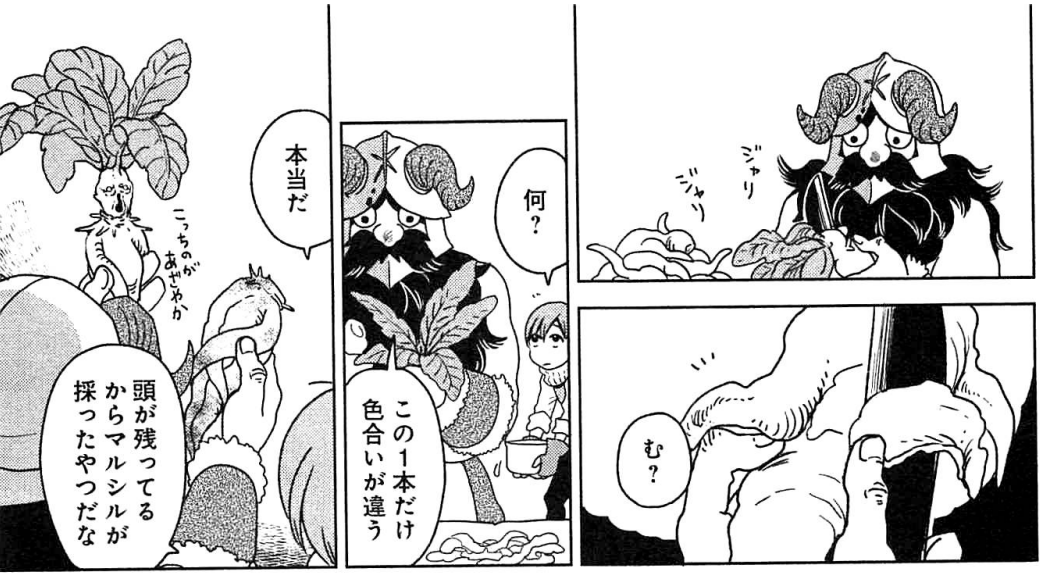 ジャリ
ジャリ
む?
何?
この1本だけ
色合いが違う
本当だ
こっちのが
あざやか
頭が残ってる
からマルシルが
採ったやつだな